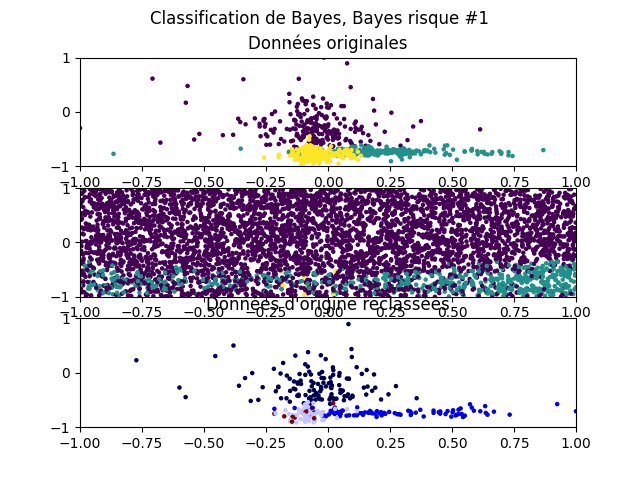 Classification de Bayes, Bayes risque #1
Données originales
1
0
−1
−1.00 −0.75 −0.50 −0.25 0.00 0.25 0.50 0.75 1.00
1
0
−1
−1.00 −0.75 −0.50 −0.25 0.00 0.25 0.50 0.75 1.00
Données d'origine reclassées
1
0
−1
−1.00 −0.75 −0.50 −0.25 0.00 0.25 0.50 0.75 1.00